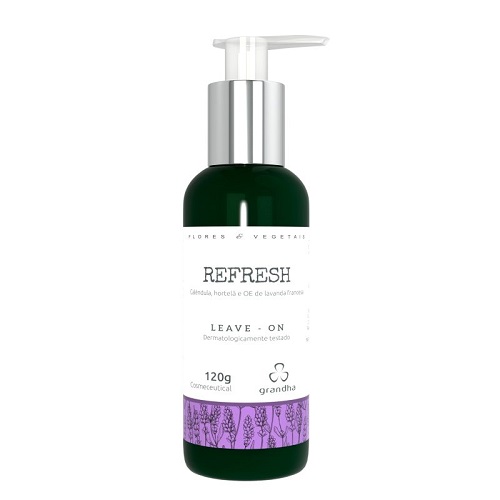 FLORES & VEGETAIS
REFRESH
Calêndula, hortelã e OE de lavanda francesa
LEAVE - ON
Dermatologicamente testado
120g
Cosmeceutical
grandha